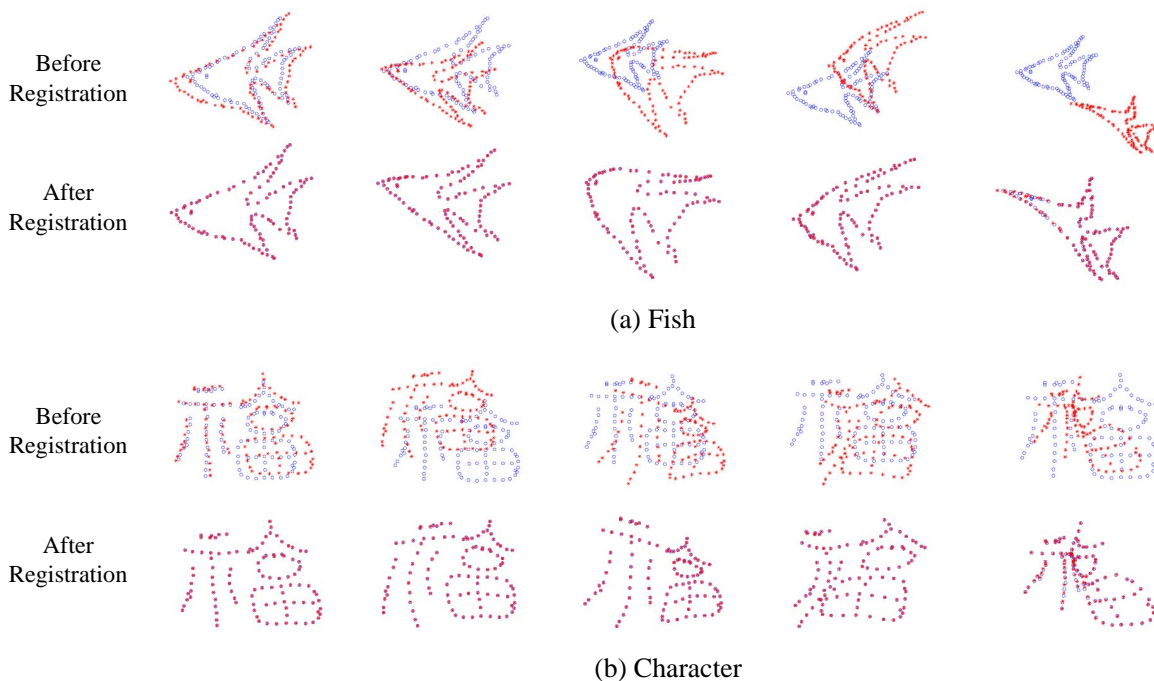 Before
Registration
After
Registration
(a) Fish
Before
Registration
After
Registration
(b) Character